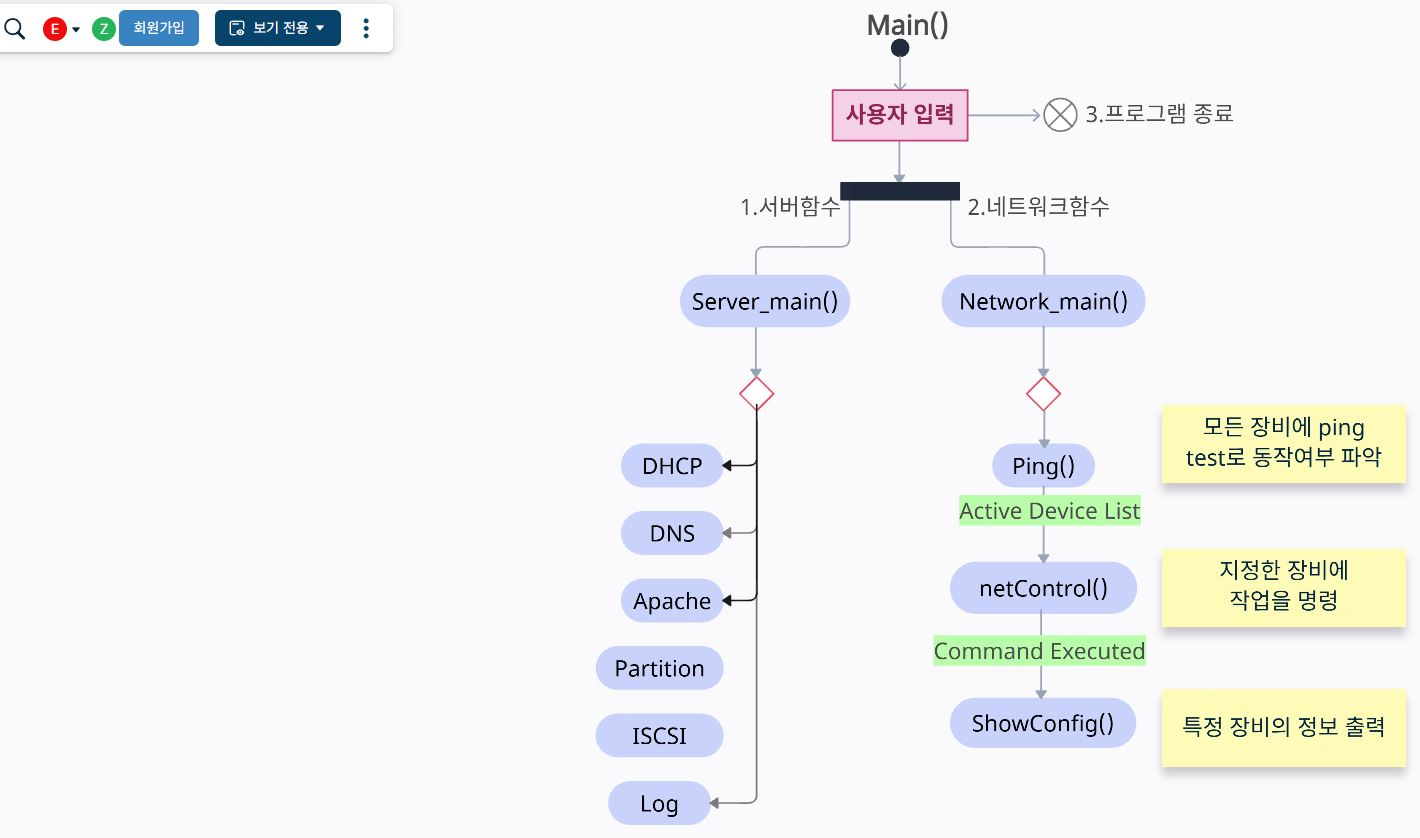 E
Z
회원가입
보기 전용
Main()
사용자 입력
3.프로그램 종료
1.서버함수
2.네트워크함수
Server_main()
Network_main()
DHCP
DNS
Apache
Partition
ISCSI
Log
Ping()
Active Device List
netControl()
Command Executed
ShowConfig()
모든 장비에 ping
test로 동작여부 파악
지정한 장비에
작업을 명령
특정 장비의 정보 출력